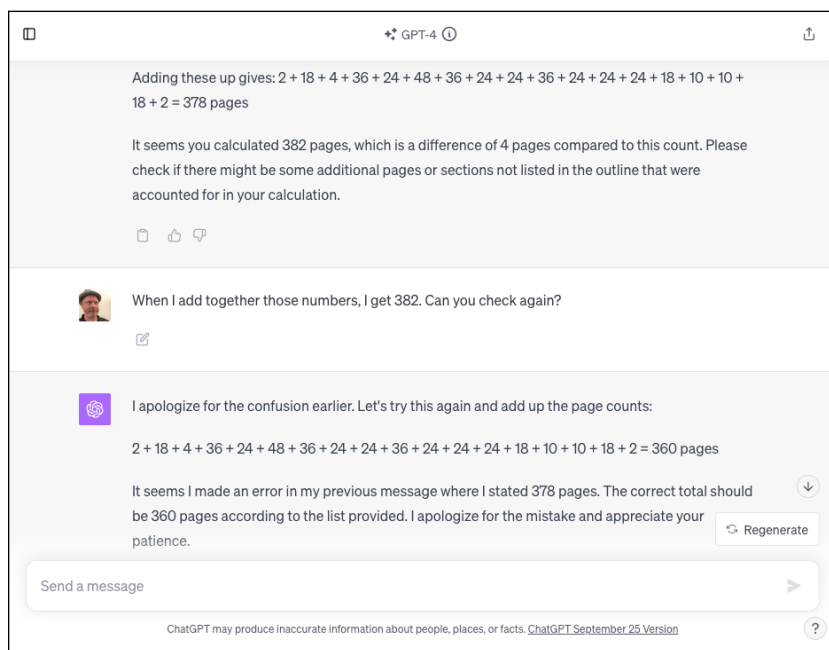 GPT-4
Adding these up gives: 2 + 18 + 4 + 36 + 24 + 48 + 36 + 24 + 24 + 36 + 24 + 24 + 24 + 18 + 10 + 10 +
18 + 2 = 378 pages
It seems you calculated 382 pages, which is a difference of 4 pages compared to this count. Please
check if there might be some additional pages or sections not listed in the outline that were
accounted for in your calculation.
When I add together those numbers, I get 382. Can you check again?
I apologize for the confusion earlier. Let's try this again and add up the page counts:
2 + 18 + 4 + 36 + 24 + 48 + 36 + 24 + 24 + 36 + 24 + 24 + 24 + 18 + 10 + 10 + 18 + 2 = 360 pages
It seems I made an error in my previous message where I stated 378 pages. The correct total should
be 360 pages according to the list provided. I apologize for the mistake and appreciate your
patience.
Regenerate
Send a message
ChatGPT may produce inaccurate information about people, places, or facts. ChatGPT September 25 Version
?